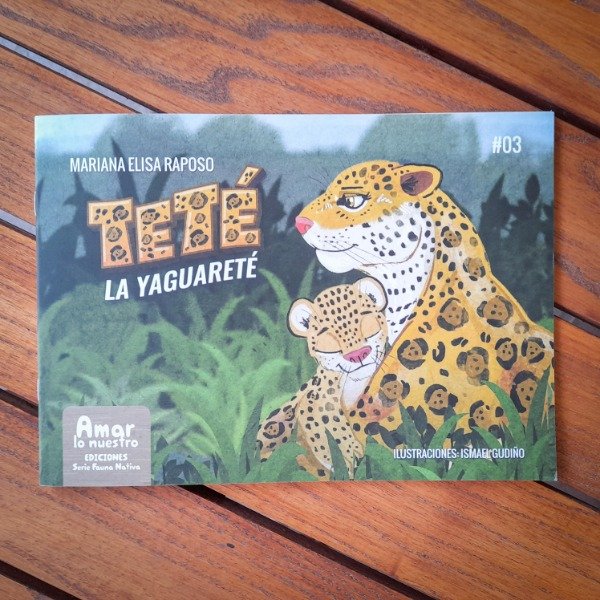 MARIANA ELISA RAPOSO
#03
TETÉ
LA YAGUARETÉ
Amar
lo nuestro
EDICIONES
Serie Fauna Nativa
ILUSTRACIONES: ISMAEL GUDIÑO